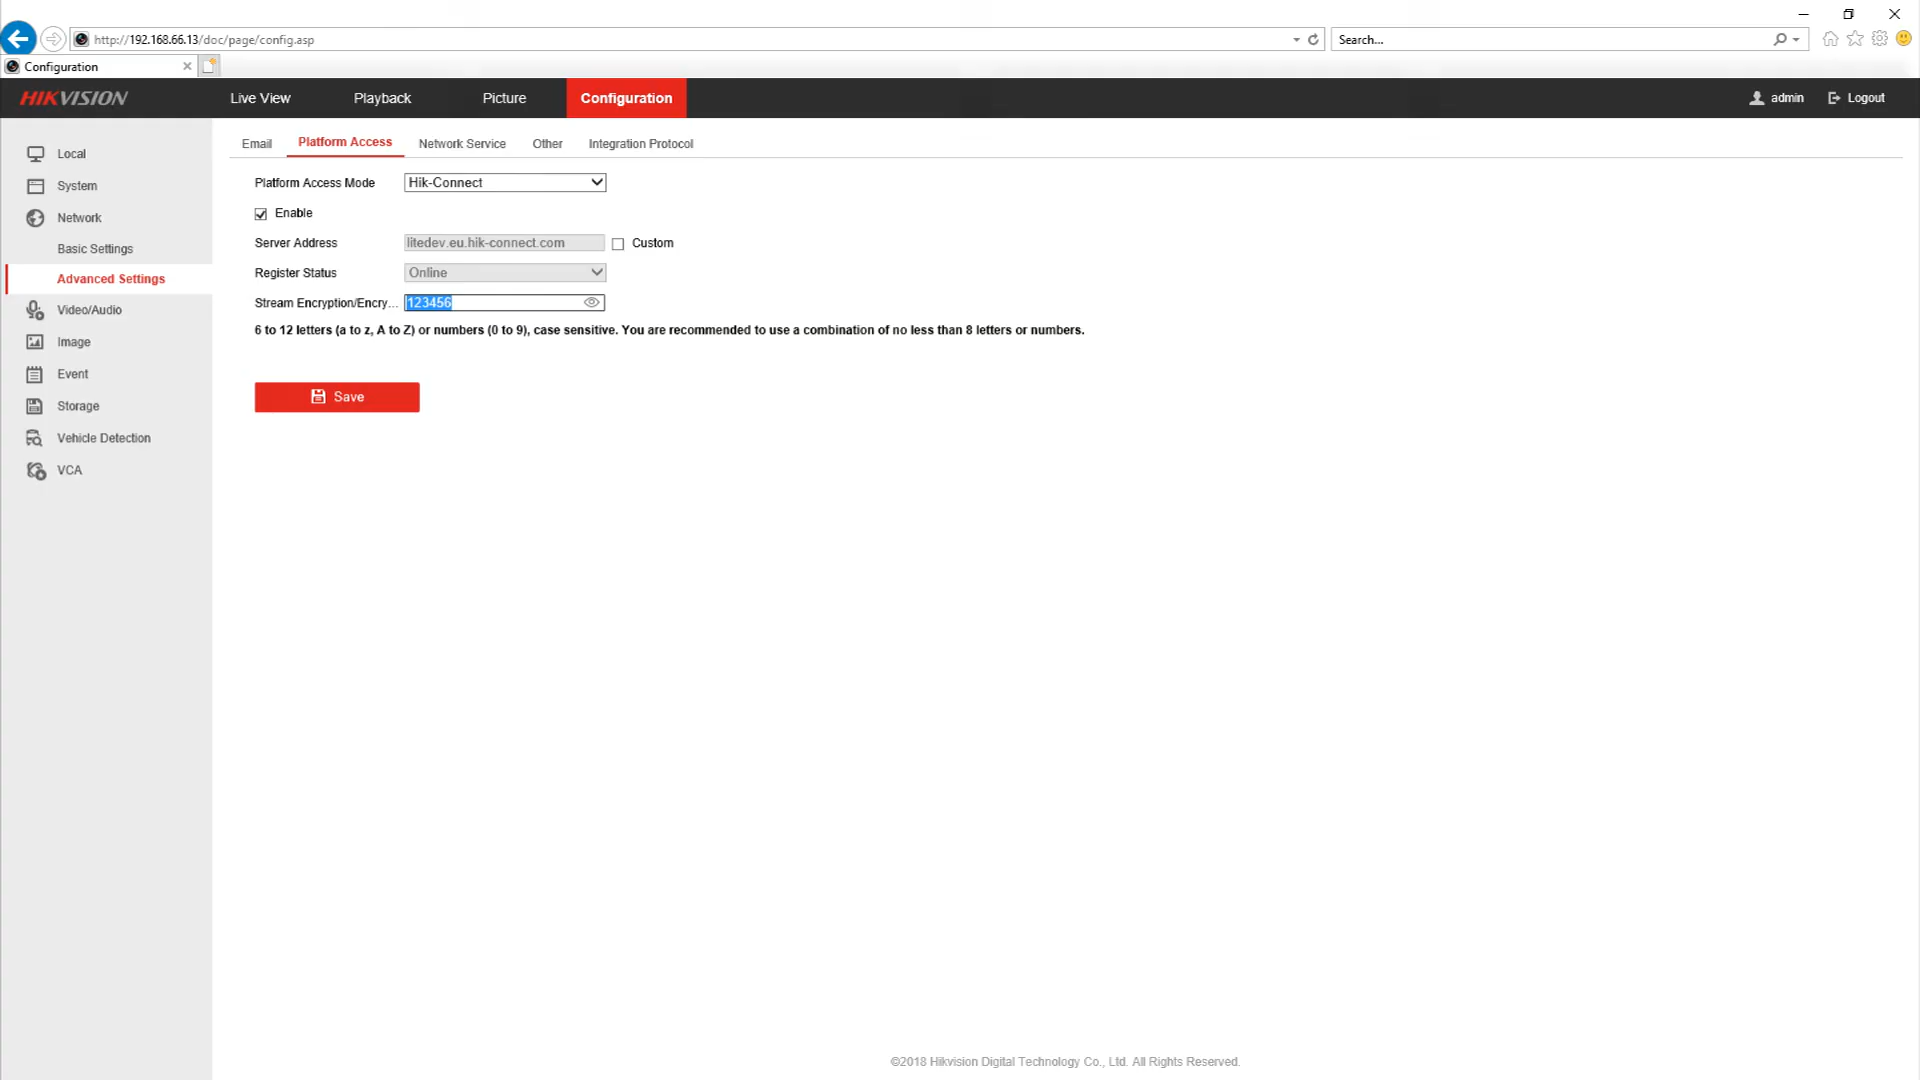 http://192.168.66.13/doc/page/config.asp
Search...
Configuration
HIKVISION
Live View
Playback
Picture
Configuration
admin
Logout
Email
Platform Access
Network Service
Other
Integration Protocol
Local
System
Network
Basic Settings
Advanced Settings
Video/Audio
Image
Event
Storage
Vehicle Detection
VCA
Platform Access Mode
Hik-Connect
Enable
Server Address
litedev.eu.hik-connect.com
Custom
Register Status
Online
Stream Encryption/Encry...
123456
6 to 12 letters (a to z, A to Z) or numbers (0 to 9), case sensitive. You are recommended to use a combination of no less than 8 letters or numbers.
Save
©2018 Hikvision Digital Technology Co., Ltd. All Rights Reserved.